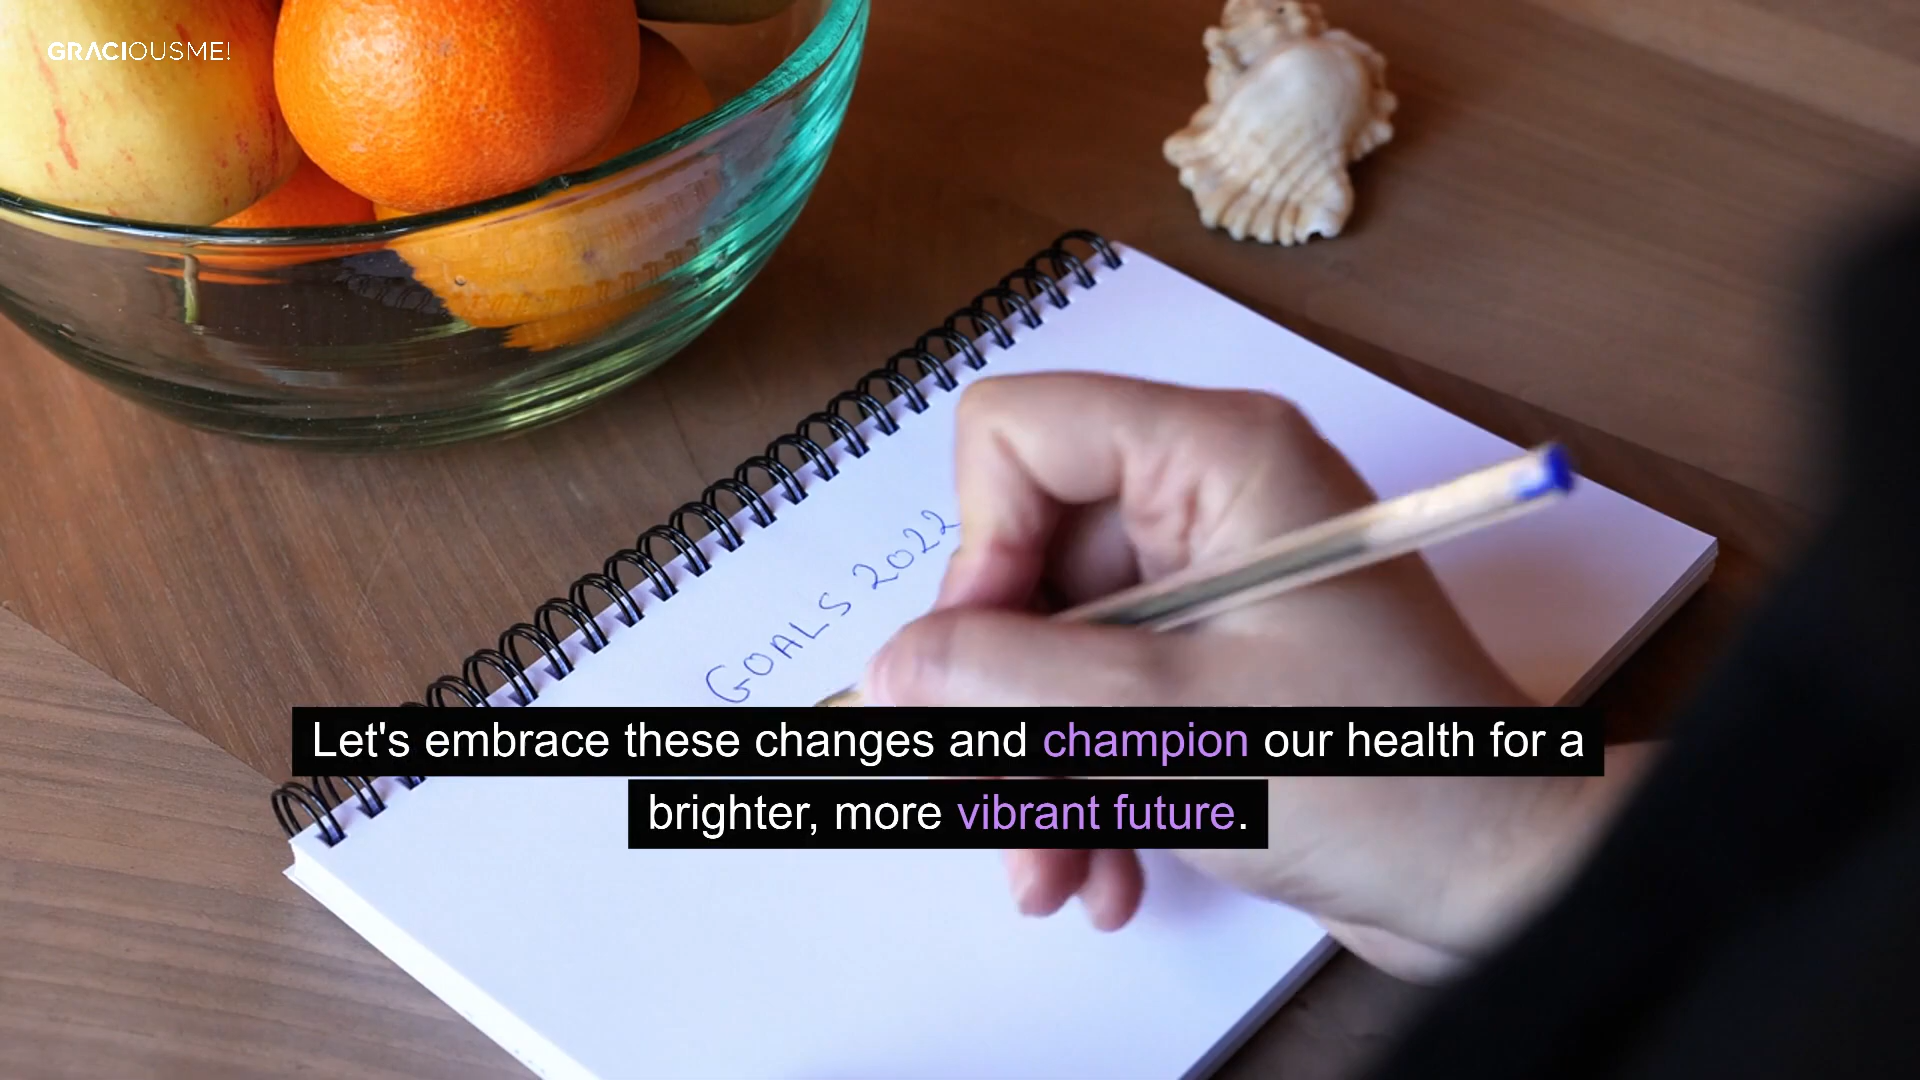 GRACIOUSME!
GOALS 2022
Let's embrace these changes and champion our health for a
brighter, more vibrant future.